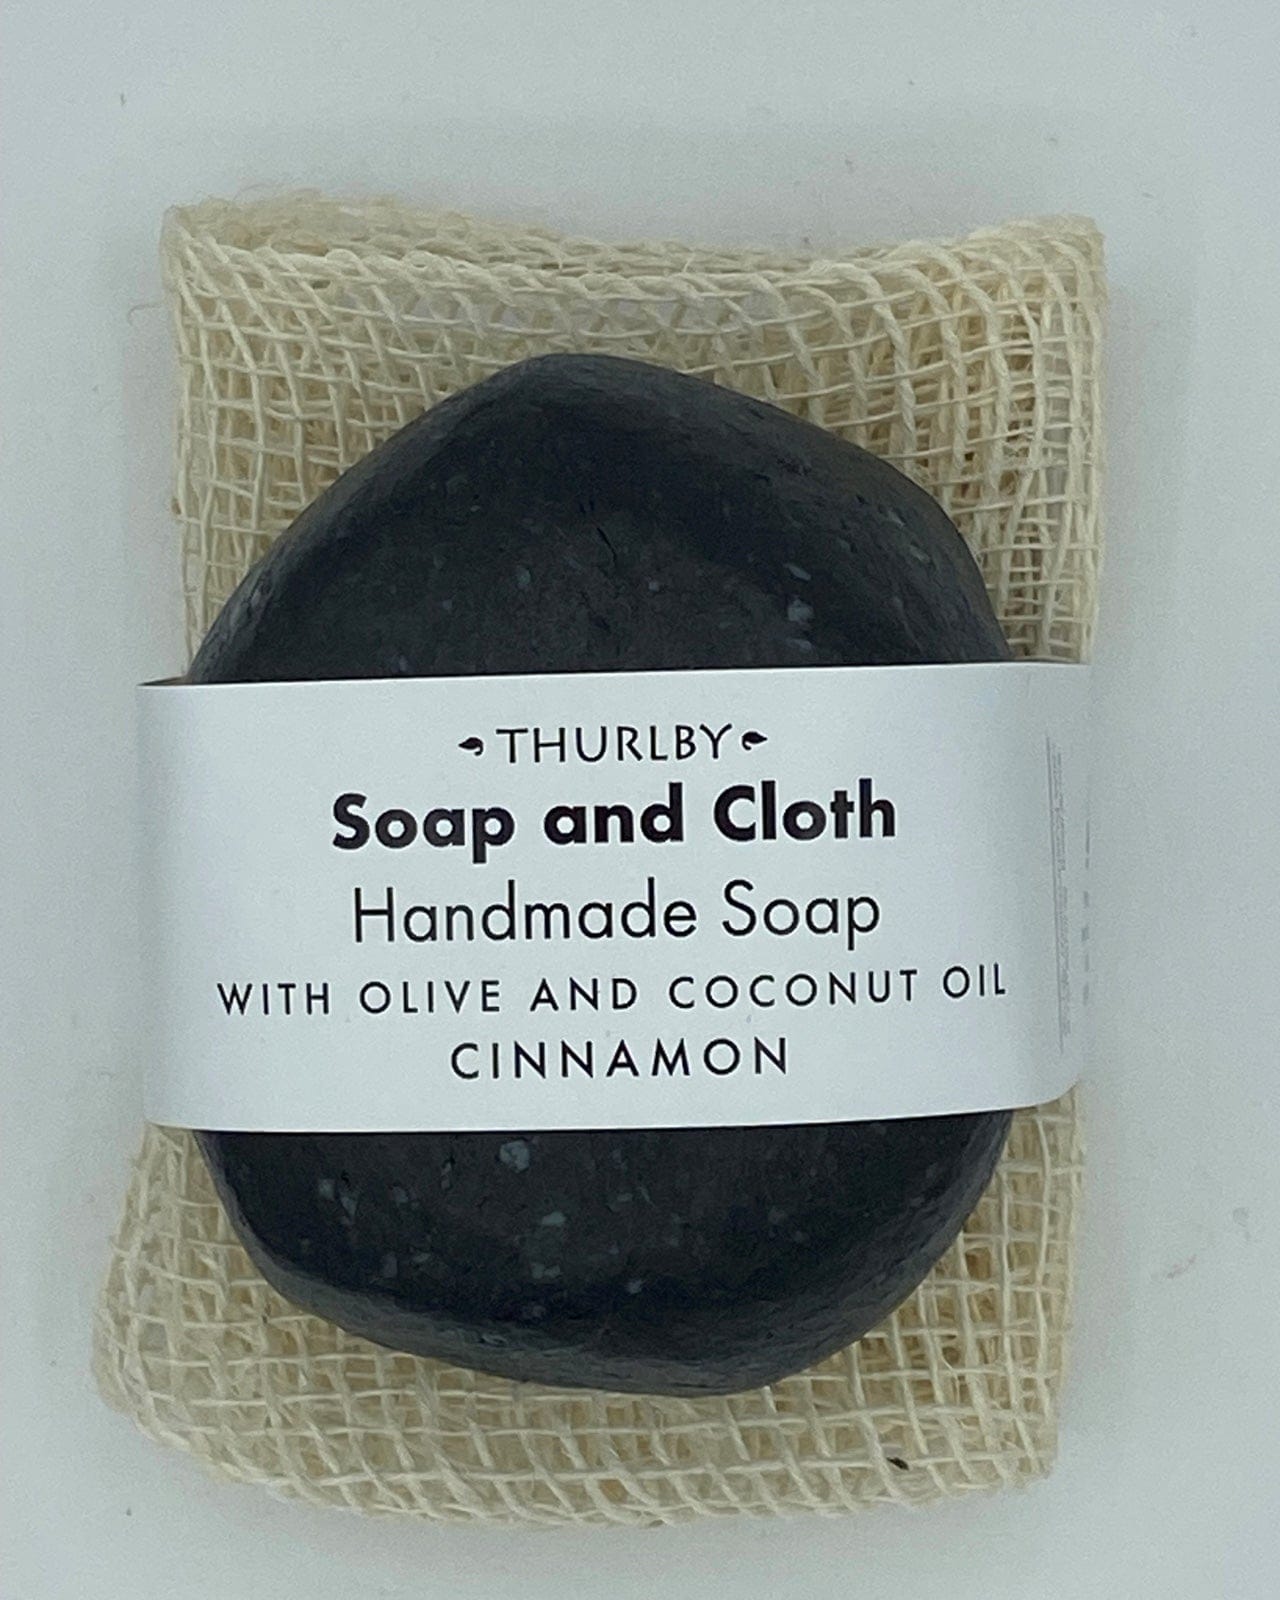 THURLBY
Soap and Cloth
Handmade Soap
WITH OLIVE AND COCONUT OIL
CINNAMON